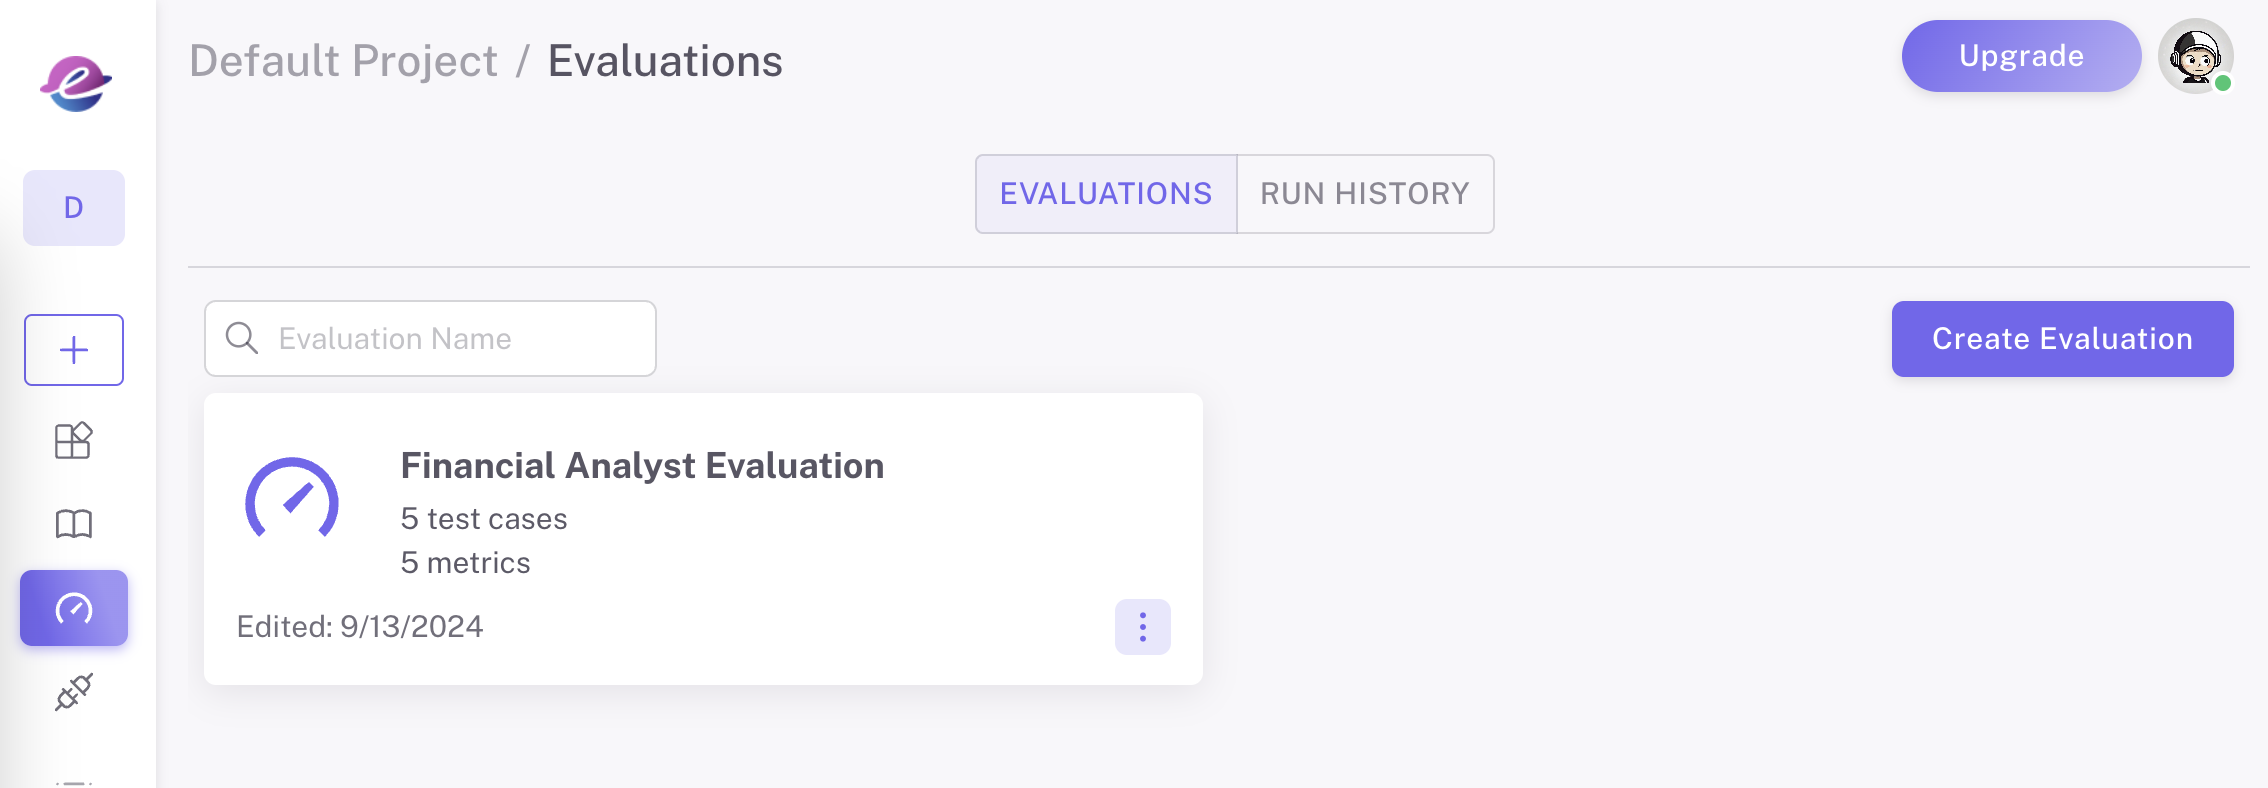 Default Project / Evaluations
Upgrade
D
EVALUATIONS
RUN HISTORY
Evaluation Name
Create Evaluation
Financial Analyst Evaluation
5 test cases
5 metrics
Edited: 9/13/2024